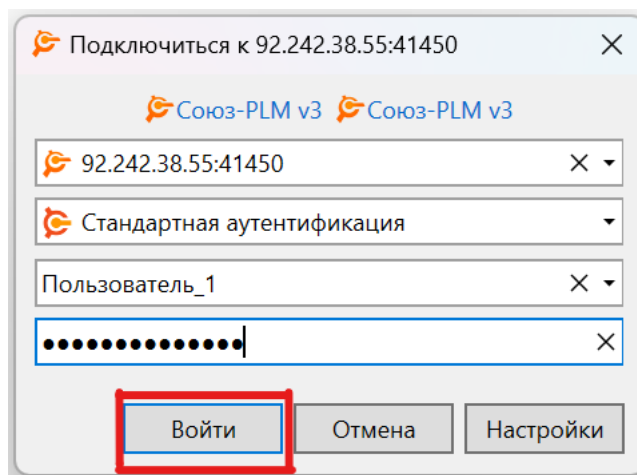 Подключиться к 92.242.38.55:41450
Союз-PLM v3 Союз-PLM v3
92.242.38.55:41450
Стандартная аутентификация
Пользователь_1
●●●●●●●●●●●●●●
Войти Отмена Настройки